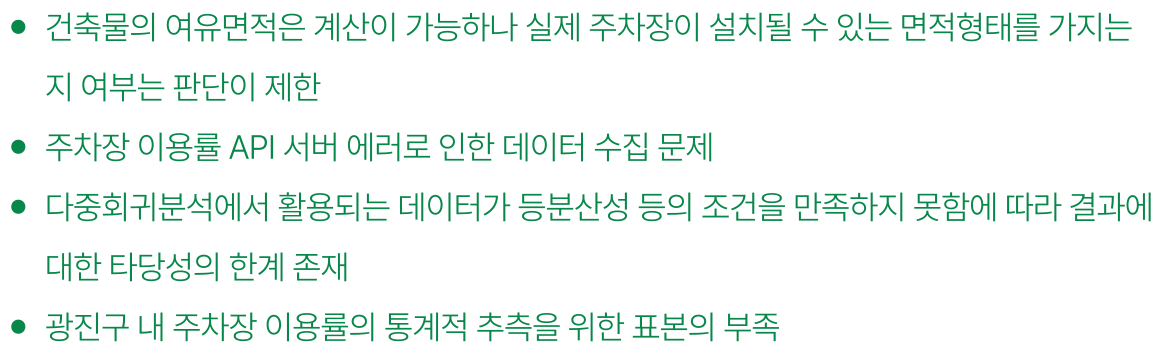 ● 건축물의 여유면적은 계산이 가능하나 실제 주차장이 설치될 수 있는 면적형태를 가지는
지 여부는 판단이 제한
● 주차장 이용률 API 서버 에러로 인한 데이터 수집 문제
● 다중회귀분석에서 활용되는 데이터가 등분산성 등의 조건을 만족하지 못함에 따라 결과에
대한 타당성의 한계 존재
● 광진구 내 주차장 이용률의 통계적 추측을 위한 표본의 부족